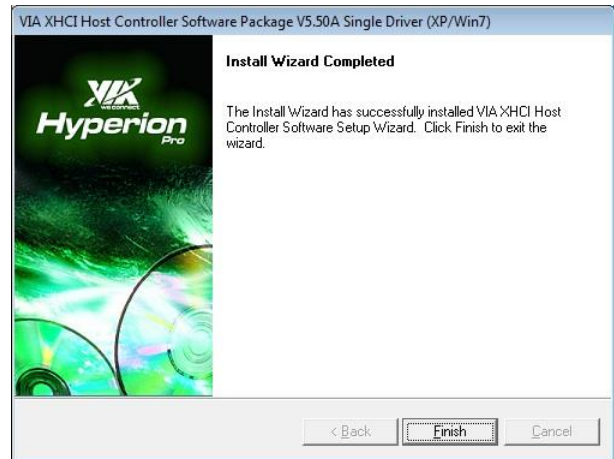 VIA XHCI Host Controller Software Package V5.50A Single Driver (XP/Win7)
VIA
we connect
Hyperion
Pro
Install Wizard Completed
The Install Wizard has successfully installed VIA XHCI Host
Controller Software Setup Wizard. Click Finish to exit the
wizard.
< Back
Finish
Cancel